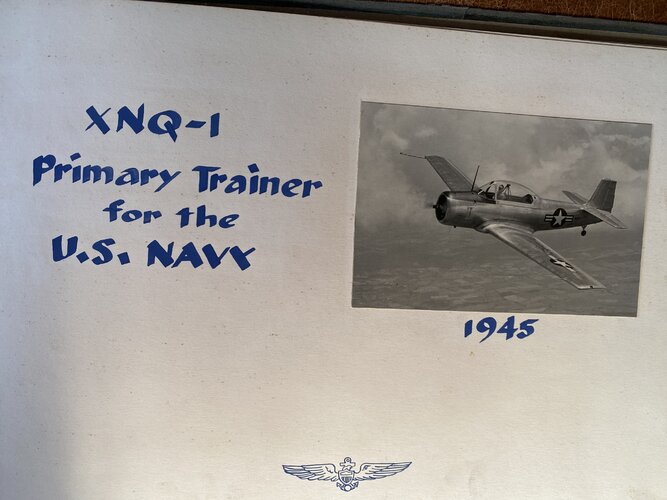 XNQ-1
Primary Trainer
for the
U.S. NAVY
1945